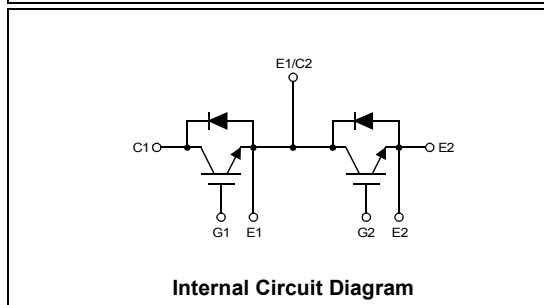 E1/C2
C1
E2
G1
E1
G2
E2
Internal Circuit Diagram